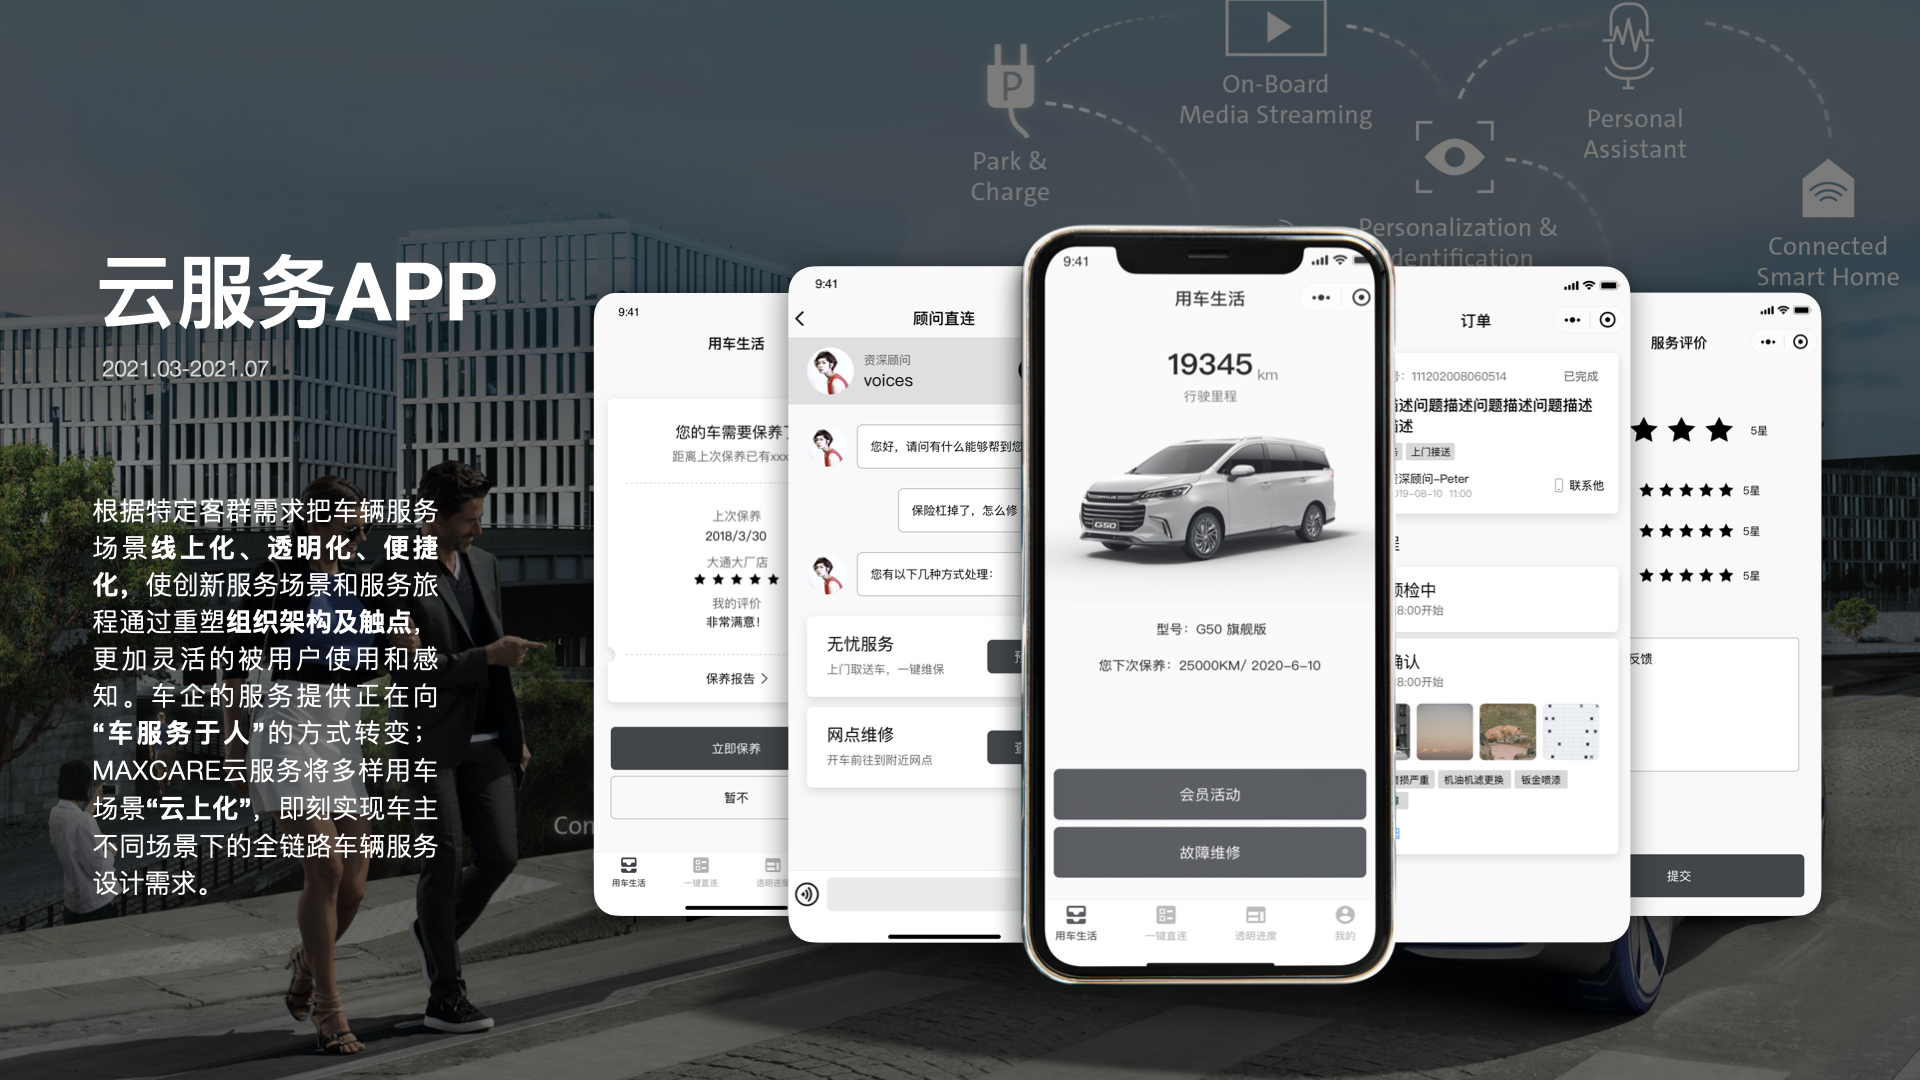 On-Board
Media Streaming
Personal
Assistant
Park &
Charge
Personalization &
Identification
Connected
Smart Home
云服务APP
2021.03-2021.07
根据特定客群需求把车辆服务
场景线上化、透明化、便捷
化，使创新服务场景和服务旅
程通过重塑组织架构及触点，
更加灵活的被用户使用和感
知。车企的服务提供正在向
“车服务于人”的方式转变；
MAXCARE云服务将多样用车
场景“云上化”，即刻实现车主
不同场景下的全链路车辆服务
设计需求。
Con
9:41
用车生活
您的车需要保养了
距离上次保养已有xxx
上次保养
2018/3/30
大通大厂店
我的评价
非常满意！
保养报告
立即保养
暂不
用车生活
一键直连
透明进度
9:41
顾问直连
资深顾问
voices
您好，请问有什么能够帮到您
保险杠掉了，怎么修
您有以下几种方式处理：
无忧服务
上门取送车，一键维保
预
网点维修
开车前往到附近网点
查
9:41
用车生活
19345 km
行驶里程
G50
型号：G50 旗舰版
您下次保养：25000KM/ 2020-6-10
会员活动
故障维修
用车生活
一键直连
透明进度
我的
订单
号：111202008060514
已完成
描述问题描述问题描述问题描述
描述
上门接送
资深顾问-Peter
019-08-10 11:00
联系他
程
预检中
8:00开始
确认
8:00开始
磨损严重
机油机滤更换
钣金喷漆
服务评价
5星
5星
5星
5星
反馈
提交